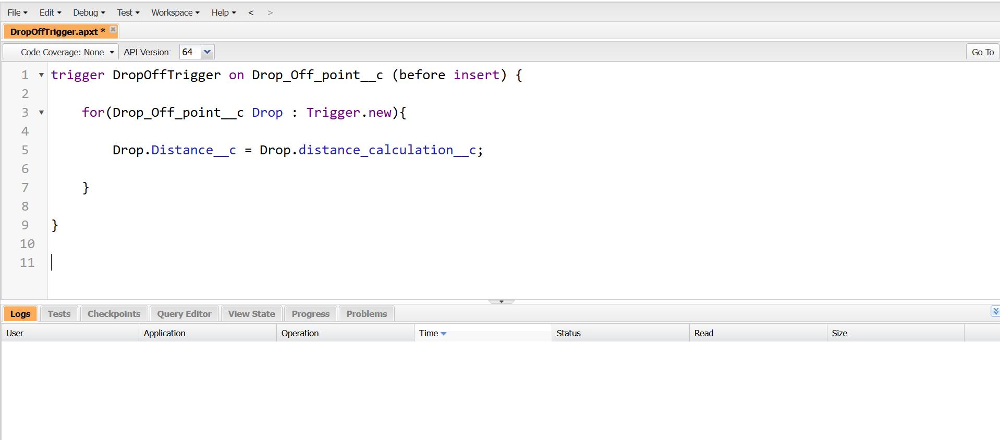 File Edit Debug Test Workspace Help < >
DropOffTrigger.apxt *
Code Coverage: None API Version: 64 Go To
1 trigger DropOffTrigger on Drop_Off_point__c (before insert) {
2
3 for(Drop_Off_point__c Drop : Trigger.new){
4
5 Drop.Distance__c = Drop.distance_calculation__c;
6
7 }
8
9 }
10
11
Logs Tests Checkpoints Query Editor View State Progress Problems
User Application Operation Time Status Read Size